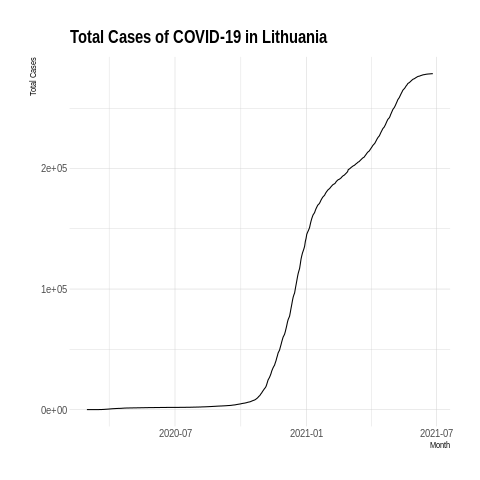 Total Cases of COVID-19 in Lithuania
Total Cases
2e+05
1e+05
0e+00
2020-07 2021-01 2021-07
Month